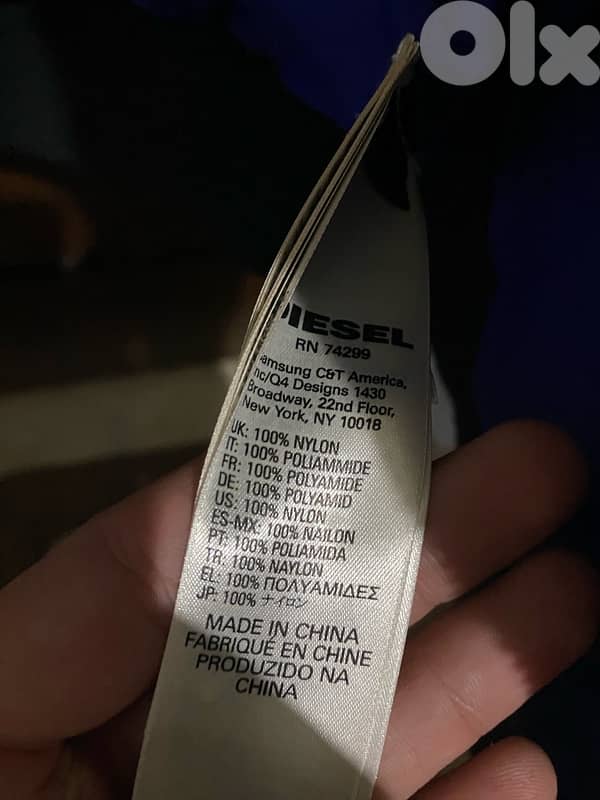 Olx
DIESEL
RN 74299
Samsung C&T America,
Inc/Q4 Designs 1430
Broadway, 22nd Floor,
New York, NY 10018
UK: 100% NYLON
IT: 100% POLIAMMIDE
FR: 100% POLYAMIDE
DE: 100% POLYAMID
US: 100% NYLON
ES-MX: 100% NAILON
PT: 100% POLIAMIDA
TR: 100% NAYLON
EL: 100% ΠΟΛΥΑΜΙΔΕΣ
JP: 100% ナイロン
MADE IN CHINA
FABRIQUÉ EN CHINE
PRODUZIDO NA
CHINA